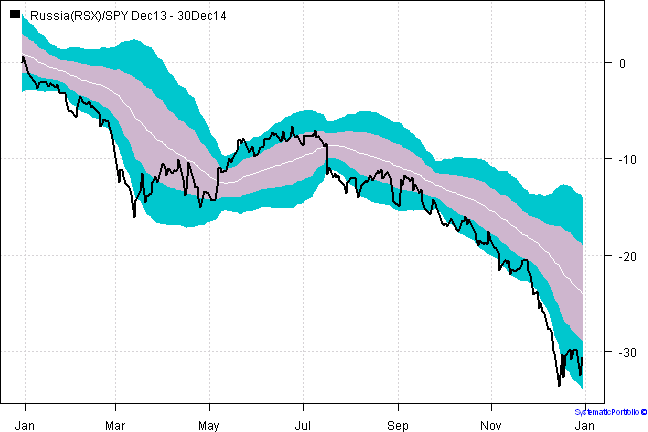 Russia(RSX)/SPY Dec13 - 30Dec14
0
-10
-20
-30
Jan Mar May Jul Sep Nov Jan
SystematicPortfolio ©